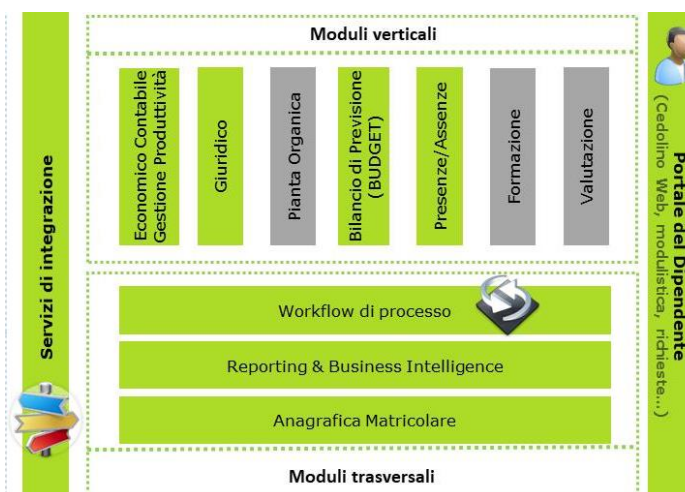 Moduli verticali
Servizi di integrazione
Economico Contabile
Gestione Produttività
Giuridico
Pianta Organica
Bilancio di Previsione
(BUDGET)
Presenze/Assenze
Formazione
Valutazione
Portale del Dipendente
(Cedolino Web, modulistica, richieste...)
Workflow di processo
Reporting & Business Intelligence
Anagrafica Matricolare
Moduli trasversali